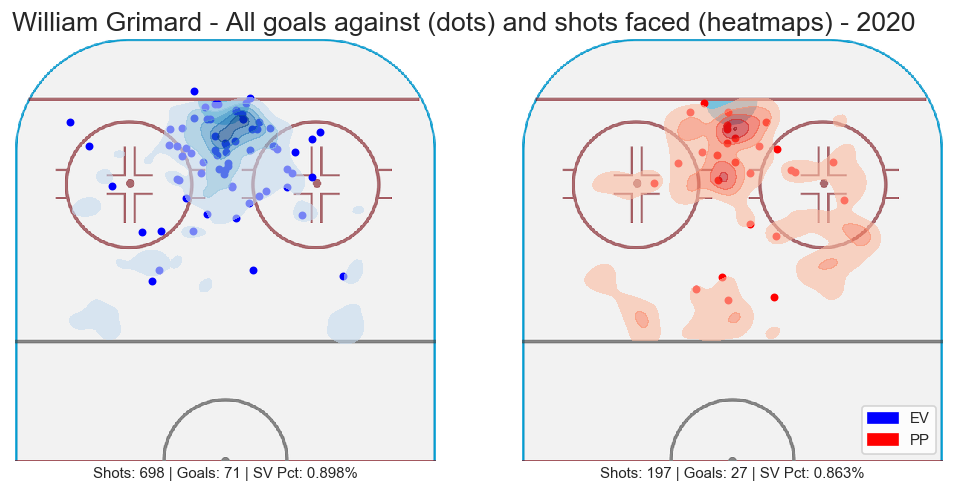 William Grimard - All goals against (dots) and shots faced (heatmaps) - 2020
EV
PP
Shots: 698 | Goals: 71 | SV Pct: 0.898%
Shots: 197 | Goals: 27 | SV Pct: 0.863%